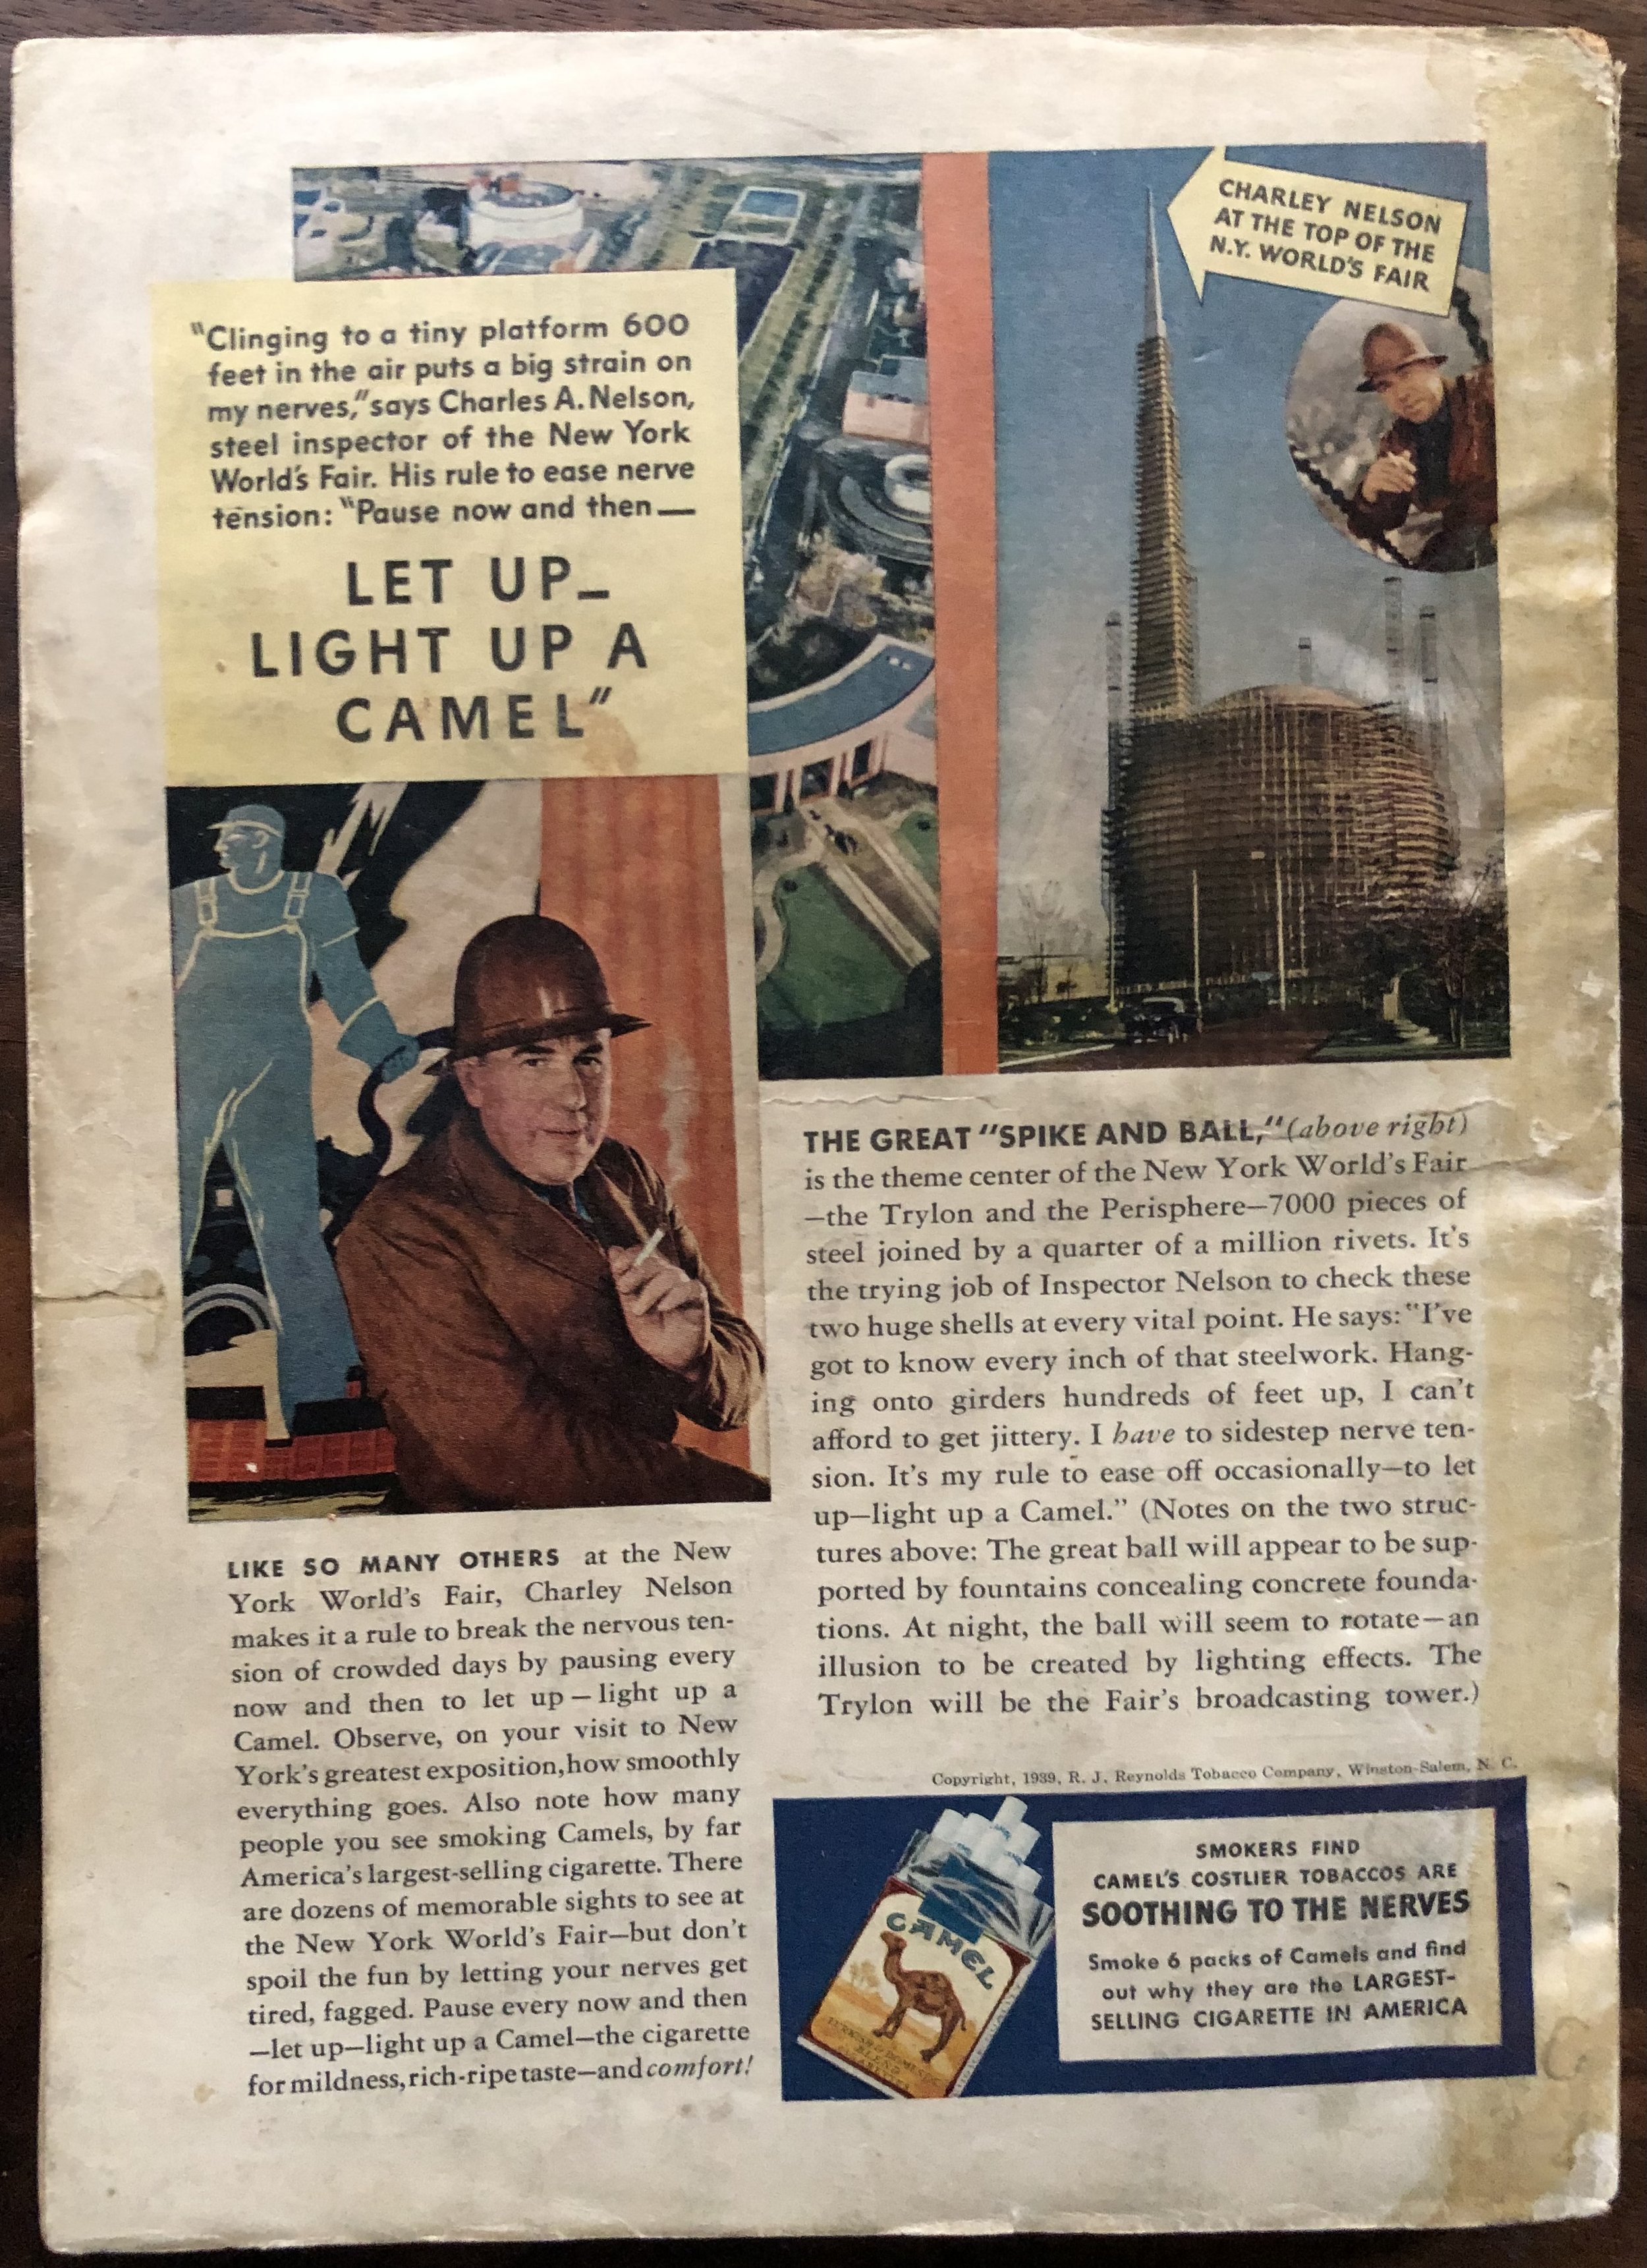 CHARLEY NELSON
AT THE TOP OF THE
N.Y. WORLD'S FAIR
"Clinging to a tiny platform 600
feet in the air puts a big strain on
my nerves," says Charles A. Nelson,
steel inspector of the New York
World's Fair. His rule to ease nerve
tension: "Pause now and then—
LET UP—
LIGHT UP A
CAMEL"
THE GREAT "SPIKE AND BALL," (above right)
is the theme center of the New York World's Fair
—the Trylon and the Perisphere—7000 pieces of
steel joined by a quarter of a million rivets. It's
the trying job of Inspector Nelson to check these
two huge shells at every vital point. He says: "I've
got to know every inch of that steelwork. Hang-
ing onto girders hundreds of feet up, I can't
afford to get jittery. I have to sidestep nerve ten-
sion. It's my rule to ease off occasionally—to let
up—light up a Camel." (Notes on the two struc-
tures above: The great ball will appear to be sup-
ported by fountains concealing concrete founda-
tions. At night, the ball will seem to rotate—an
illusion to be created by lighting effects. The
Trylon will be the Fair's broadcasting tower.)
LIKE SO MANY OTHERS at the New
York World's Fair, Charley Nelson
makes it a rule to break the nervous ten-
sion of crowded days by pausing every
now and then to let up—light up a
Camel. Observe, on your visit to New
York's greatest exposition, how smoothly
everything goes. Also note how many
people you see smoking Camels, by far
America's largest-selling cigarette. There
are dozens of memorable sights to see at
the New York World's Fair—but don't
spoil the fun by letting your nerves get
tired, fagged. Pause every now and then
—let up—light up a Camel—the cigarette
for mildness, rich-ripe taste—and comfort!
Copyright, 1939, R. J. Reynolds Tobacco Company, Winston-Salem, N. C.
CAMEL
TURKISH & DOMESTIC
BLEND
CIGARETTES
SMOKERS FIND
CAMEL'S COSTLIER TOBACCOS ARE
SOOTHING TO THE NERVES
Smoke 6 packs of Camels and find
out why they are the LARGEST-
SELLING CIGARETTE IN AMERICA